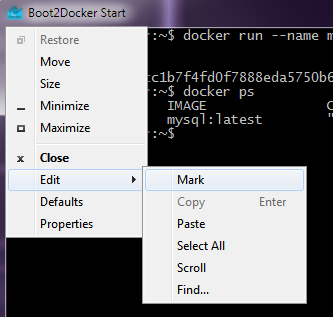 Boot2Docker Start
Restore
Move
Size
Minimize
Maximize
Close
Edit
Defaults
Properties
Mark
Copy Enter
Paste
Select All
Scroll
Find...
:~$ docker run --name
:~$ docker ps
IMAGE
mysql:latest "
:~$